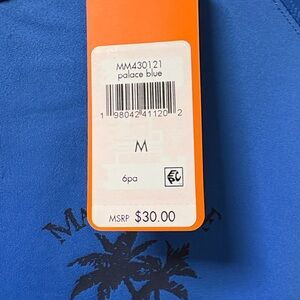 MM430121
palace blue
1 98042 41120 2
M
6pa
MSRP $30.00